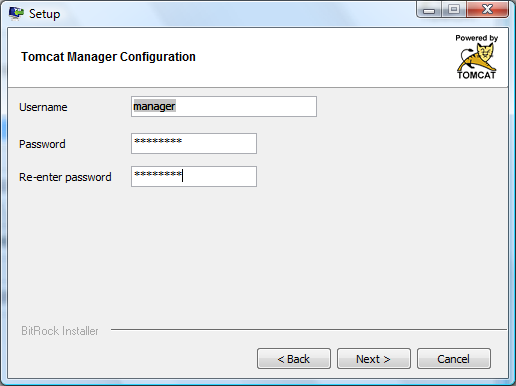 Setup
Tomcat Manager Configuration
Powered by
TOMCAT
Username
manager
Password
********
Re-enter password
********
BitRock Installer
< Back
Next >
Cancel